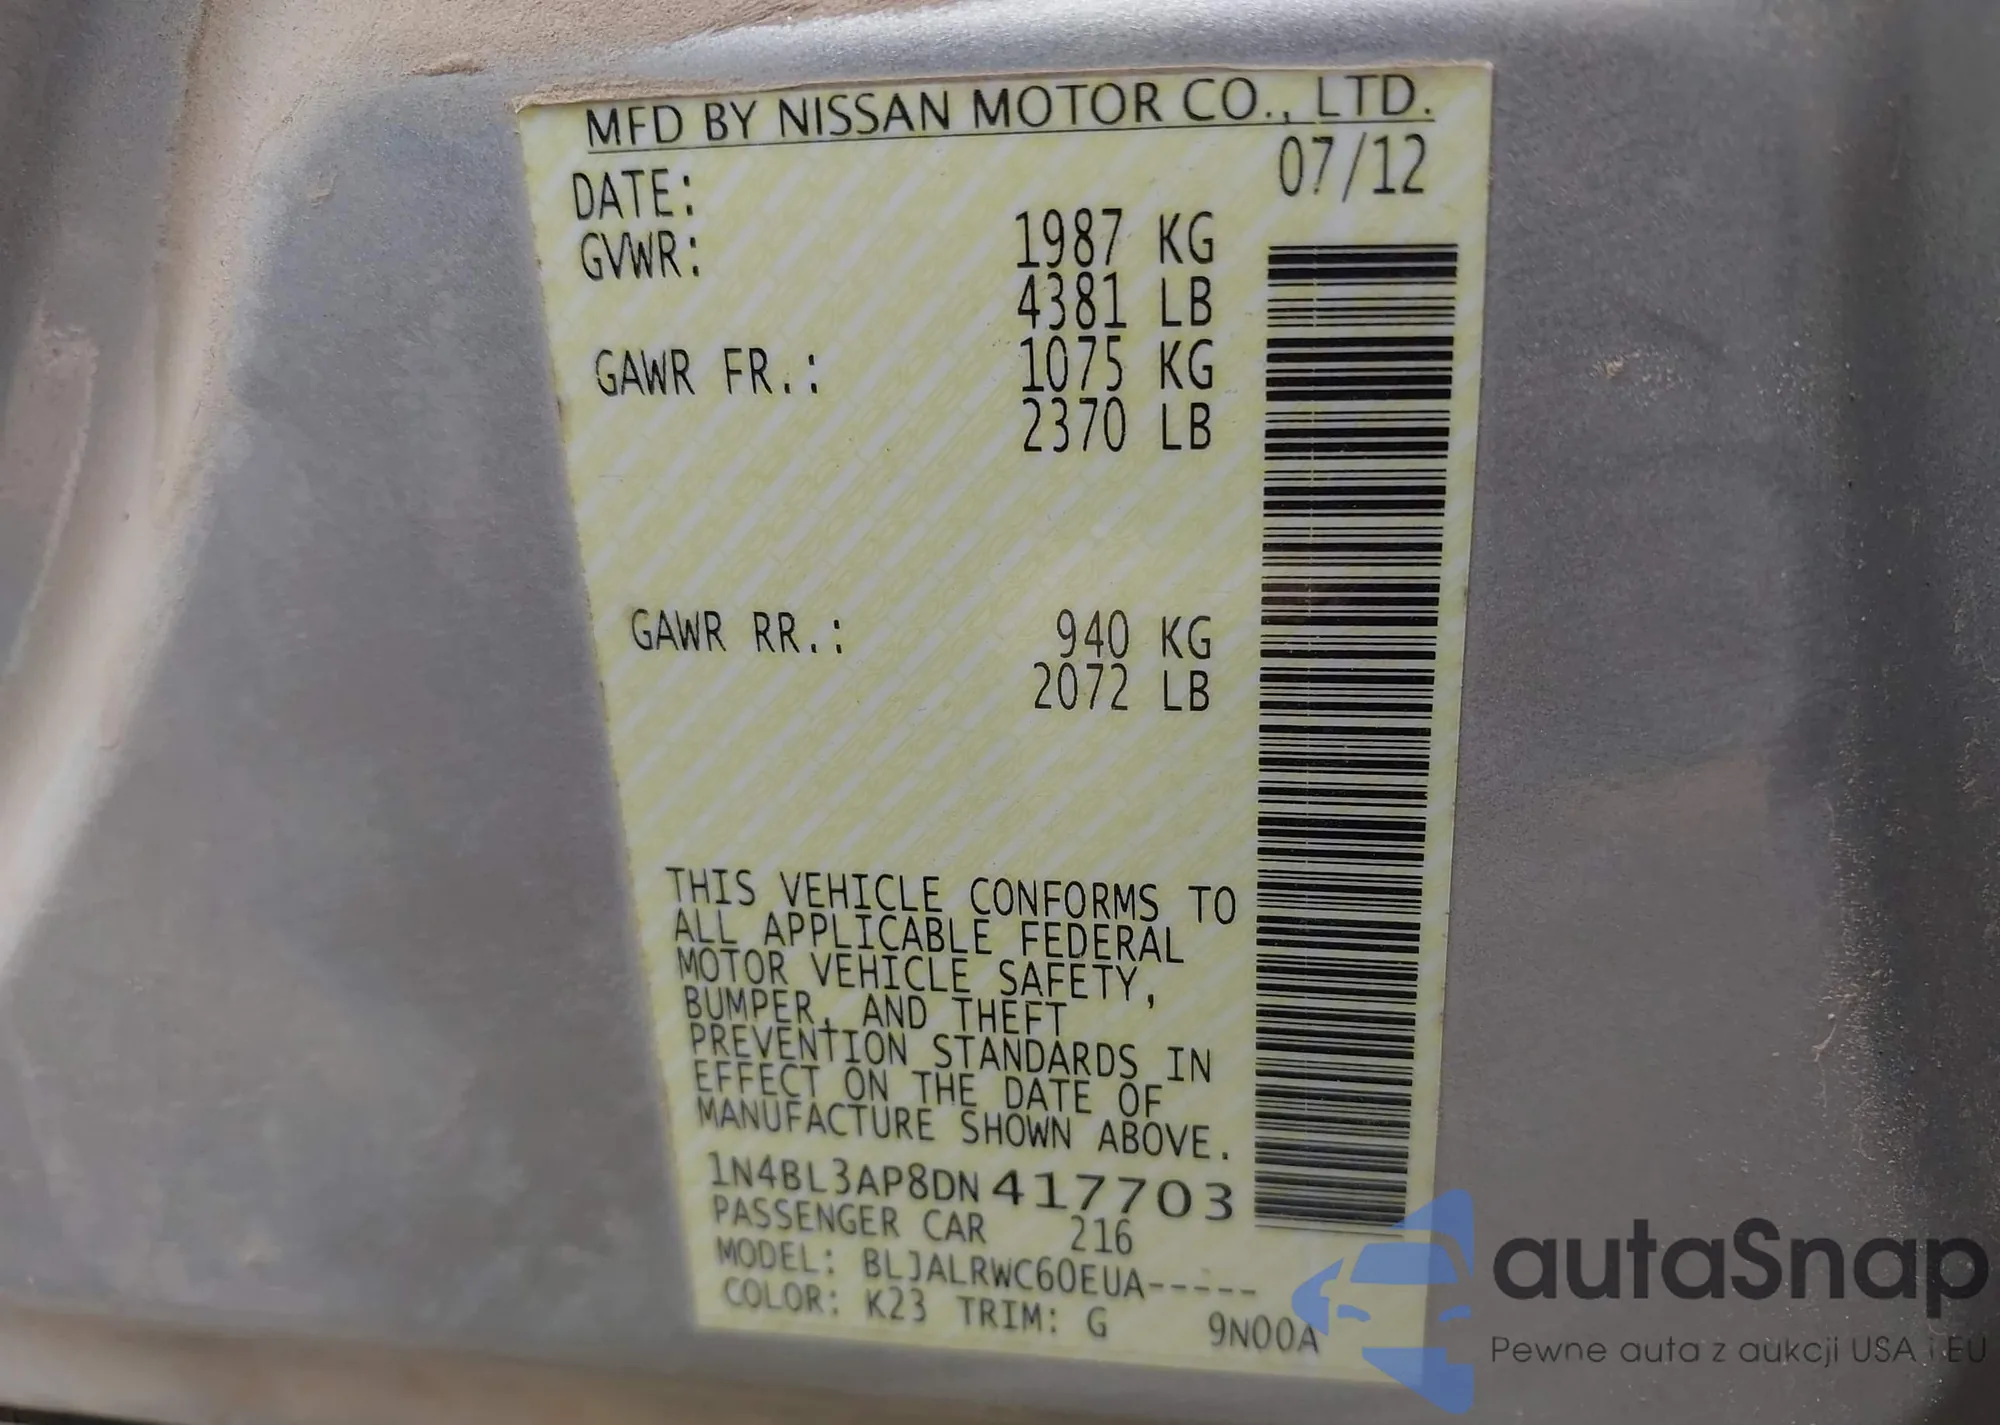 MFD BY NISSAN MOTOR CO., LTD.
DATE: 07/12
GVWR: 1987 KG
4381 LB
GAWR FR.: 1075 KG
2370 LB
GAWR RR.: 940 KG
2072 LB
THIS VEHICLE CONFORMS TO
ALL APPLICABLE FEDERAL
MOTOR VEHICLE SAFETY,
BUMPER, AND THEFT
PREVENTION STANDARDS IN
EFFECT ON THE DATE OF
MANUFACTURE SHOWN ABOVE.
1N4BL3AP8DN417703
PASSENGER CAR 216
MODEL: BLJALRWC60EUA-----
COLOR: K23 TRIM: G 9N00A
autaSnap
Pewne auta z aukcji USA i EU